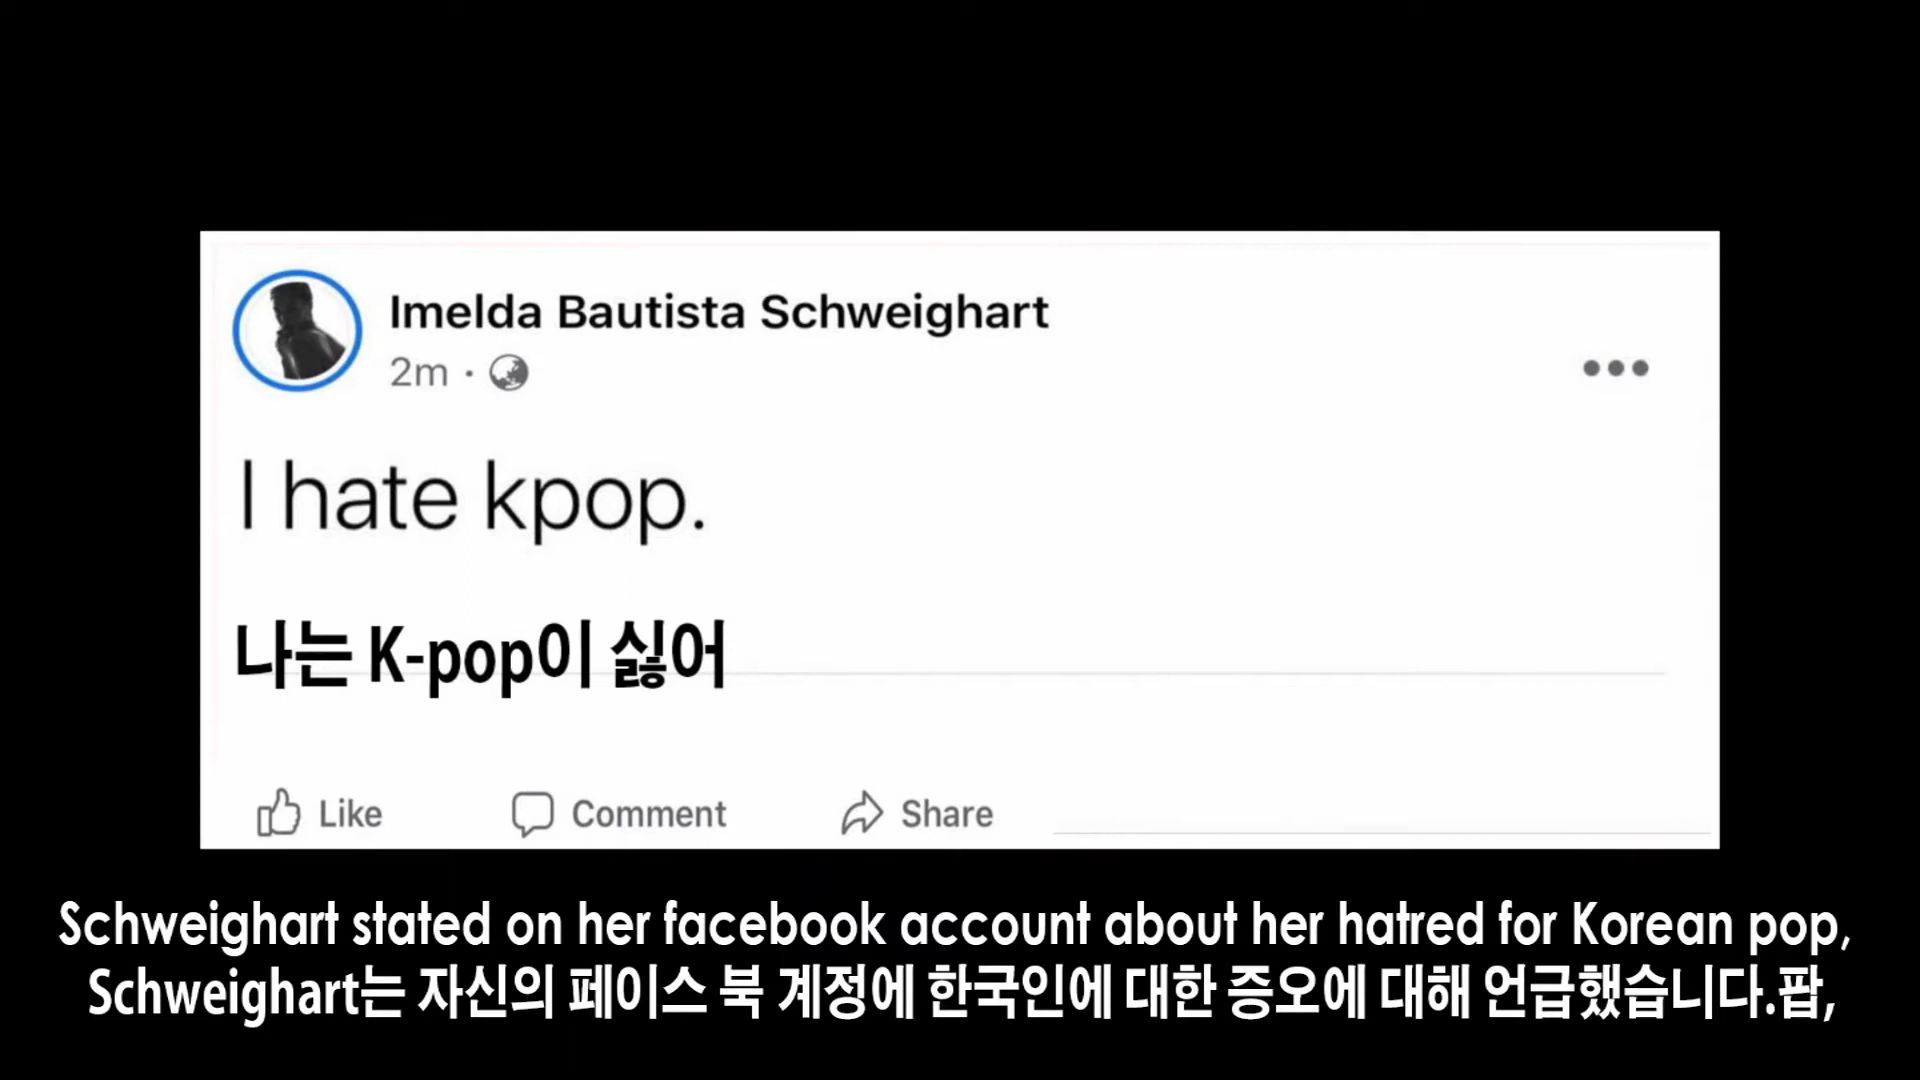 Imelda Bautista Schweighart
2m ·
I hate kpop.
나는 K-pop이 싫어
Like Comment Share
Schweighart stated on her facebook account about her hatred for Korean pop,
Schweighart는 자신의 페이스 북 계정에 한국인에 대한 증오에 대해 언급했습니다.팝,